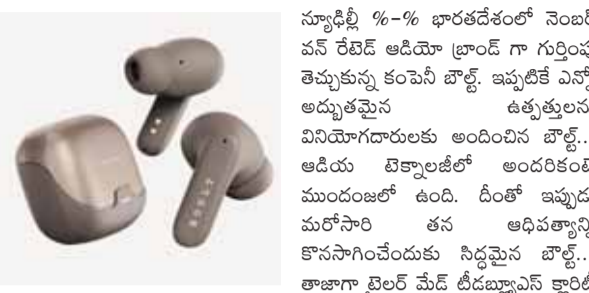 న్యూఢిల్లీ %-% భారతదేశంలో నెంబర్
వన్ రేటెడ్ ఆడియో బ్రాండ్ గా గుర్తింపు
తెచ్చుకున్న కంపెనీ బౌల్ట్. ఇప్పటికే ఎన్నో
అద్భుతమైన ఉత్పత్తులను
వినియోగదారులకు అందించిన బౌల్ట్..
ఆడియ టెక్నాలజీలో అందరికంటే
ముందంజలో ఉంది. దీంతో ఇప్పుడు
మరోసారి తన ఆధిపత్యాన్ని
కొనసాగించేందుకు సిద్ధమైన బౌల్ట్..
తాజాగా టైలర్ మేడ్ టీడబ్ల్యూఎస్ క్లారిటీ
BOULT